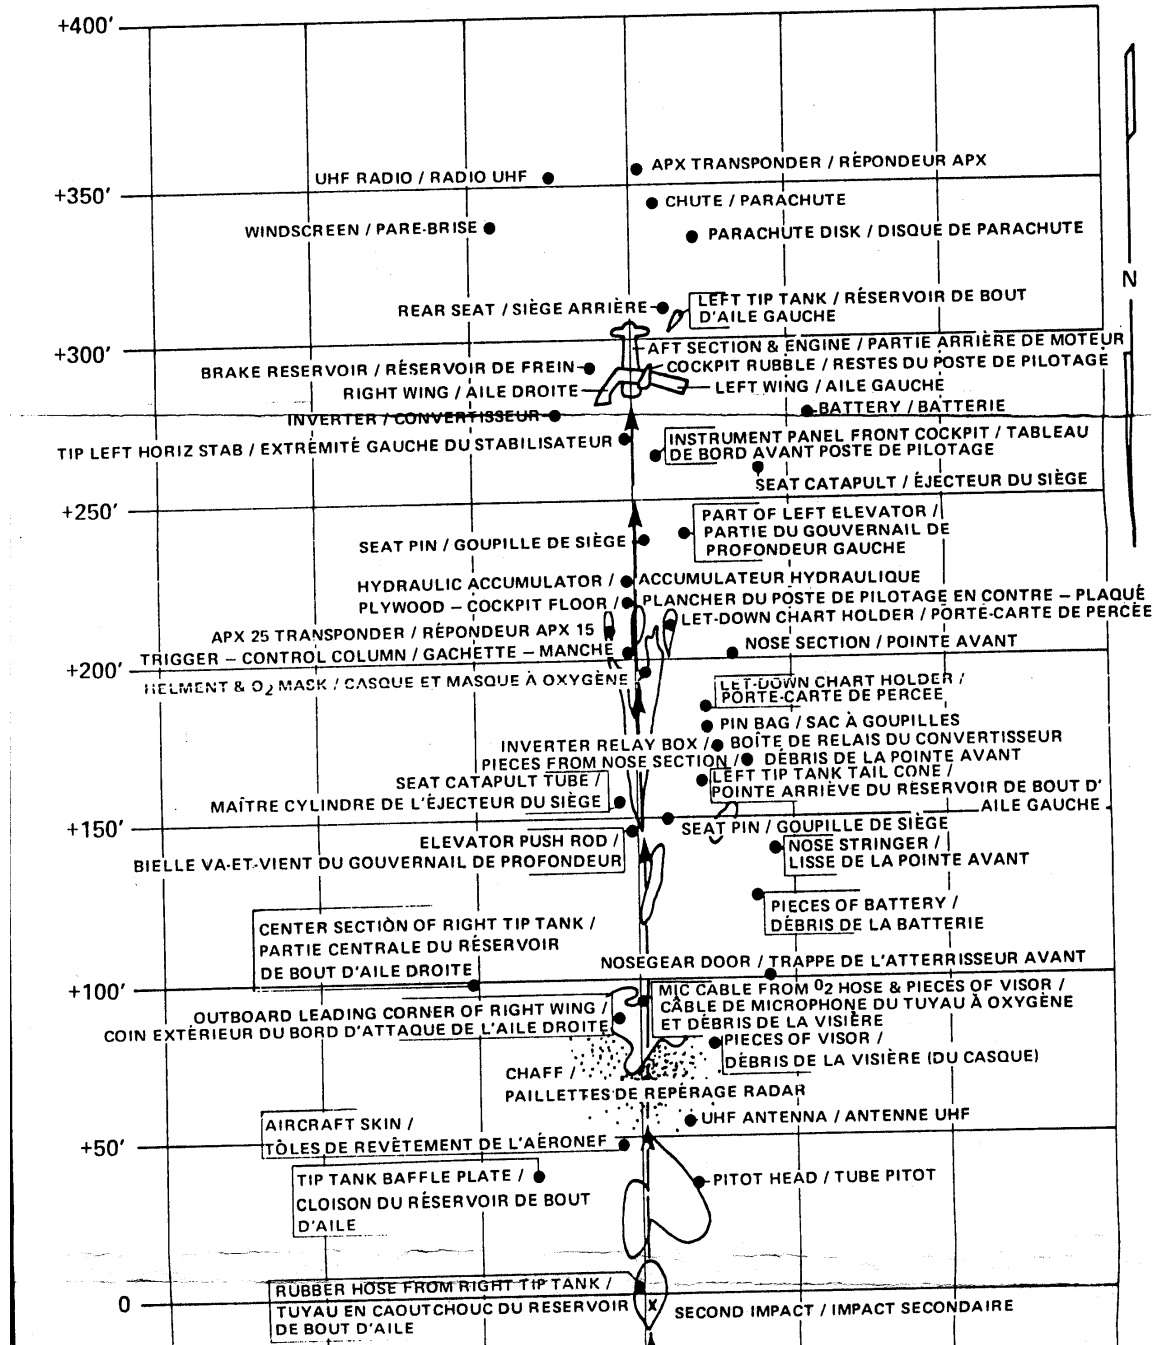 +400′
APX TRANSPONDER / RÉPONDEUR APX
UHF RADIO / RADIO UHF
+350′
CHUTE / PARACHUTE
WINDSCREEN / PARE-BRISE
PARACHUTE DISK / DISQUE DE PARACHUTE
N
REAR SEAT / SIÈGE ARRIÈRE
LEFT TIP TANK / RÉSERVOIR DE BOUT
D'AILE GAUCHE
+300′
AFT SECTION & ENGINE / PARTIE ARRIÈRE DE MOTEUR
BRAKE RESERVOIR / RÉSERVOIR DE FREIN
COCKPIT RUBBLE / RESTES DU POSTE DE PILOTAGE
RIGHT WING / AILE DROITE
LEFT WING / AILE GAUCHE
INVERTER / CONVERTISSEUR
BATTERY / BATTERIE
TIP LEFT HORIZ STAB / EXTRÉMITÉ GAUCHE DU STABILISATEUR
INSTRUMENT PANEL FRONT COCKPIT / TABLEAU
DE BORD AVANT POSTE DE PILOTAGE
SEAT CATAPULT / ÉJECTEUR DU SIÈGE
+250′
PART OF LEFT ELEVATOR /
PARTIE DU GOUVERNAIL DE
PROFONDEUR GAUCHE
SEAT PIN / GOUPILLE DE SIÈGE
HYDRAULIC ACCUMULATOR / ACCUMULATEUR HYDRAULIQUE
PLYWOOD – COCKPIT FLOOR / PLANCHER DU POSTE DE PILOTAGE EN CONTRE – PLAQUÉ
LET-DOWN CHART HOLDER / PORTE-CARTE DE PERCÉE
APX 25 TRANSPONDER / RÉPONDEUR APX 15
NOSE SECTION / POINTE AVANT
TRIGGER – CONTROL COLUMN / GACHETTE – MANCHE
+200′
HELMENT & O2 MASK / CASQUE ET MASQUE À OXYGÈNE
LET-DOWN CHART HOLDER /
PORTE-CARTE DE PERCÉE
PIN BAG / SAC À GOUPILLES
INVERTER RELAY BOX / BOÎTE DE RELAIS DU CONVERTISSEUR
PIECES FROM NOSE SECTION / DÉBRIS DE LA POINTE AVANT
SEAT CATAPULT TUBE /
MAÎTRE CYLINDRE DE L'ÉJECTEUR DU SIÈGE
LEFT TIP TANK TAIL CONE /
POINTE ARRIÈVE DU RÉSERVOIR DE BOUT D'
AILE GAUCHE
+150′
SEAT PIN / GOUPILLE DE SIÈGE
ELEVATOR PUSH ROD /
BIELLE VA-ET-VIENT DU GOUVERNAIL DE PROFONDEUR
NOSE STRINGER /
LISSE DE LA POINTE AVANT
PIECES OF BATTERY /
DÉBRIS DE LA BATTERIE
CENTER SECTION OF RIGHT TIP TANK /
PARTIE CENTRALE DU RÉSERVOIR
DE BOUT D'AILE DROITE
NOSEGEAR DOOR / TRAPPE DE L'ATTERRISSEUR AVANT
+100′
MIC CABLE FROM O2 HOSE & PIECES OF VISOR /
CÂBLE DE MICROPHONE DU TUYAU À OXYGÈNE
ET DÉBRIS DE LA VISIÈRE
OUTBOARD LEADING CORNER OF RIGHT WING /
COIN EXTÉRIEUR DU BORD D'ATTAQUE DE L'AILE DROITE
PIECES OF VISOR /
DÉBRIS DE LA VISIÈRE (DU CASQUE)
CHAFF /
PAILLETTES DE REPÉRAGE RADAR
UHF ANTENNA / ANTENNE UHF
AIRCRAFT SKIN /
TÔLES DE REVÊTEMENT DE L'AÉRONEF
+50′
TIP TANK BAFFLE PLATE /
CLOISON DU RÉSERVOIR DE BOUT
D'AILE
PITOT HEAD / TUBE PITOT
RUBBER HOSE FROM RIGHT TIP TANK /
TUYAU EN CAOUTCHOUC DU RESERVOIR
DE BOUT D'AILE
0
X
SECOND IMPACT / IMPACT SECONDAIRE